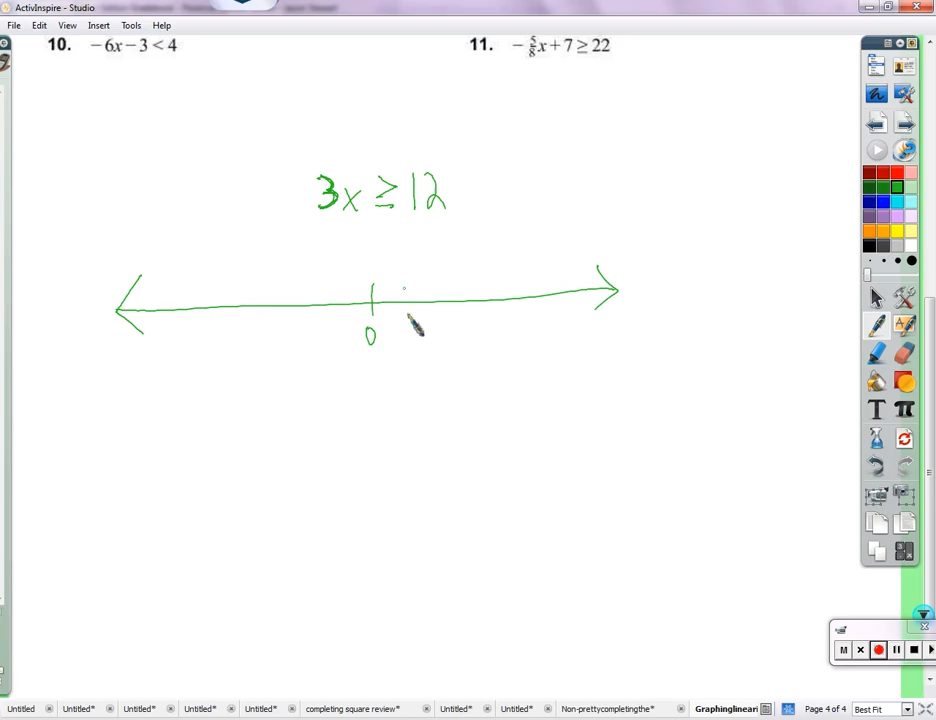 ActivInspire - Studio
File Edit View Insert Tools Help
10. −6x − 3 < 4 11. −5/8x + 7 ≥ 22
3x ≥ 12
0
M
Untitled Untitled* Untitled* Untitled* Untitled* completing square review* Untitled* Untitled* Non-prettycompletingthe* Graphinglineari Page 4 of 4 Best Fit